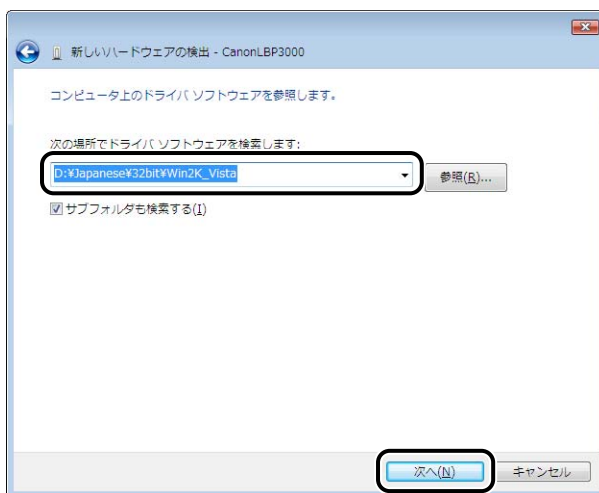 新しいハードウェアの検出 - CanonLBP3000
コンピュータ上のドライバ ソフトウェアを参照します。
次の場所でドライバ ソフトウェアを検索します:
D:¥Japanese¥32bit¥Win2K_Vista
参照(R)...
サブフォルダも検索する(I)
次へ(N)
キャンセル